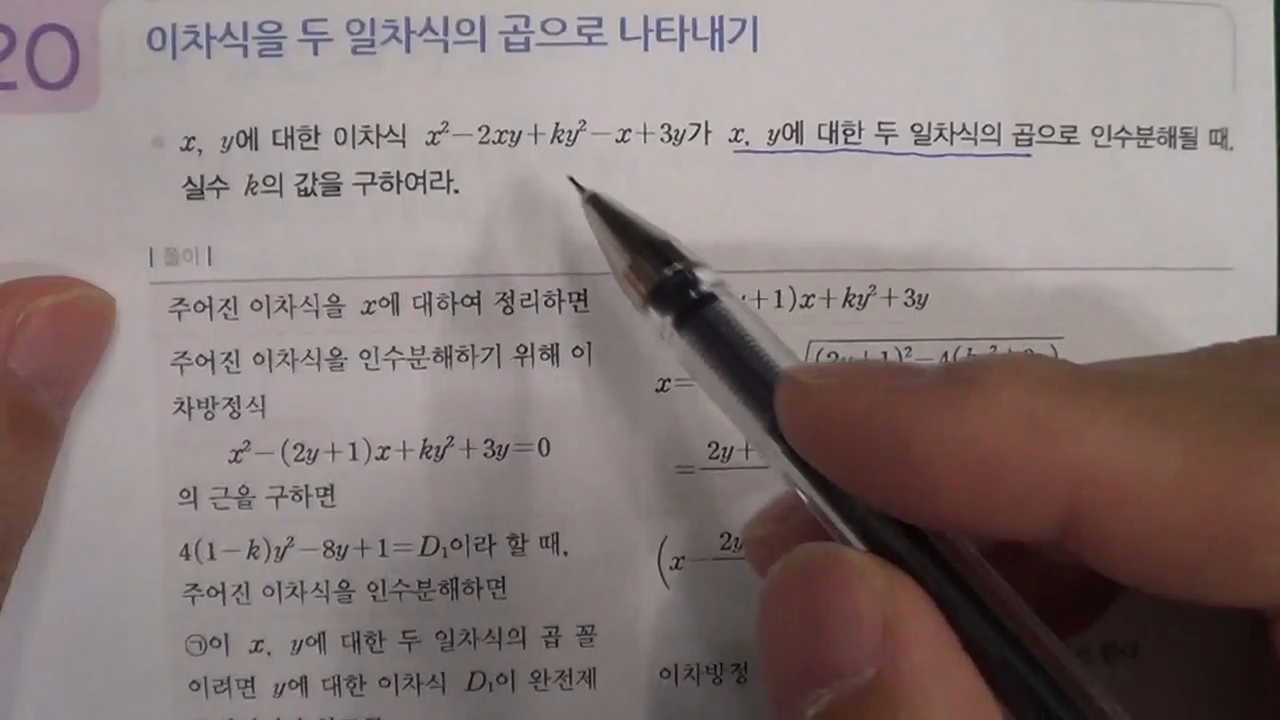 20
이차식을 두 일차식의 곱으로 나타내기
x, y에 대한 이차식 x²-2xy+ky²-x+3y가 x, y에 대한 두 일차식의 곱으로 인수분해될 때,
실수 k의 값을 구하여라.
| 풀이 |
주어진 이차식을 x에 대하여 정리하면
+1)x+ky²+3y
주어진 이차식을 인수분해하기 위해 이
차방정식
x=
x²-(2y+1)x+ky²+3y=0
= 2y+
의 근을 구하면
4(1-k)y²-8y+1=D₁이라 할 때,
(x- 2y
주어진 이차식을 인수분해하면
㉠이 x, y에 대한 두 일차식의 곱 꼴
이려면 y에 대한 이차식 D₁이 완전제
이차방정